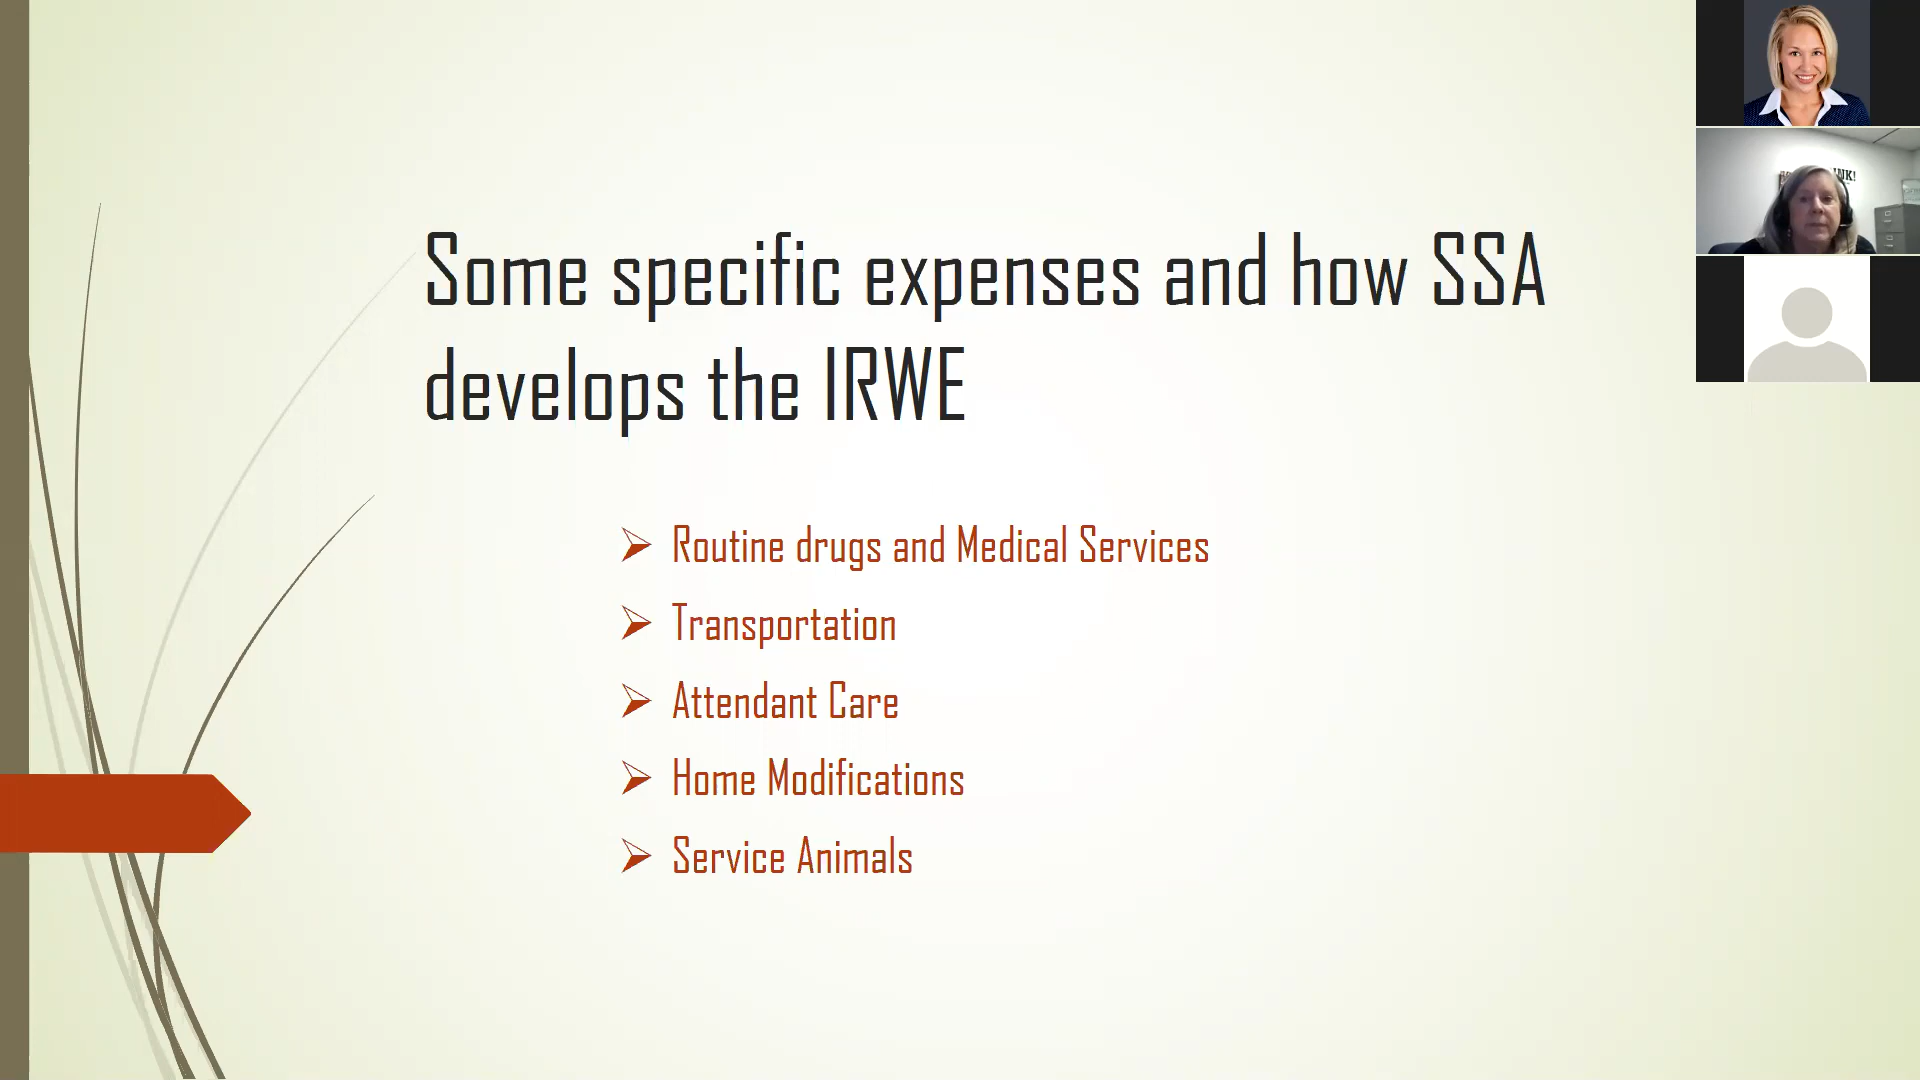 Some specific expenses and how SSA
develops the IRWE
Routine drugs and Medical Services
Transportation
Attendant Care
Home Modifications
Service Animals